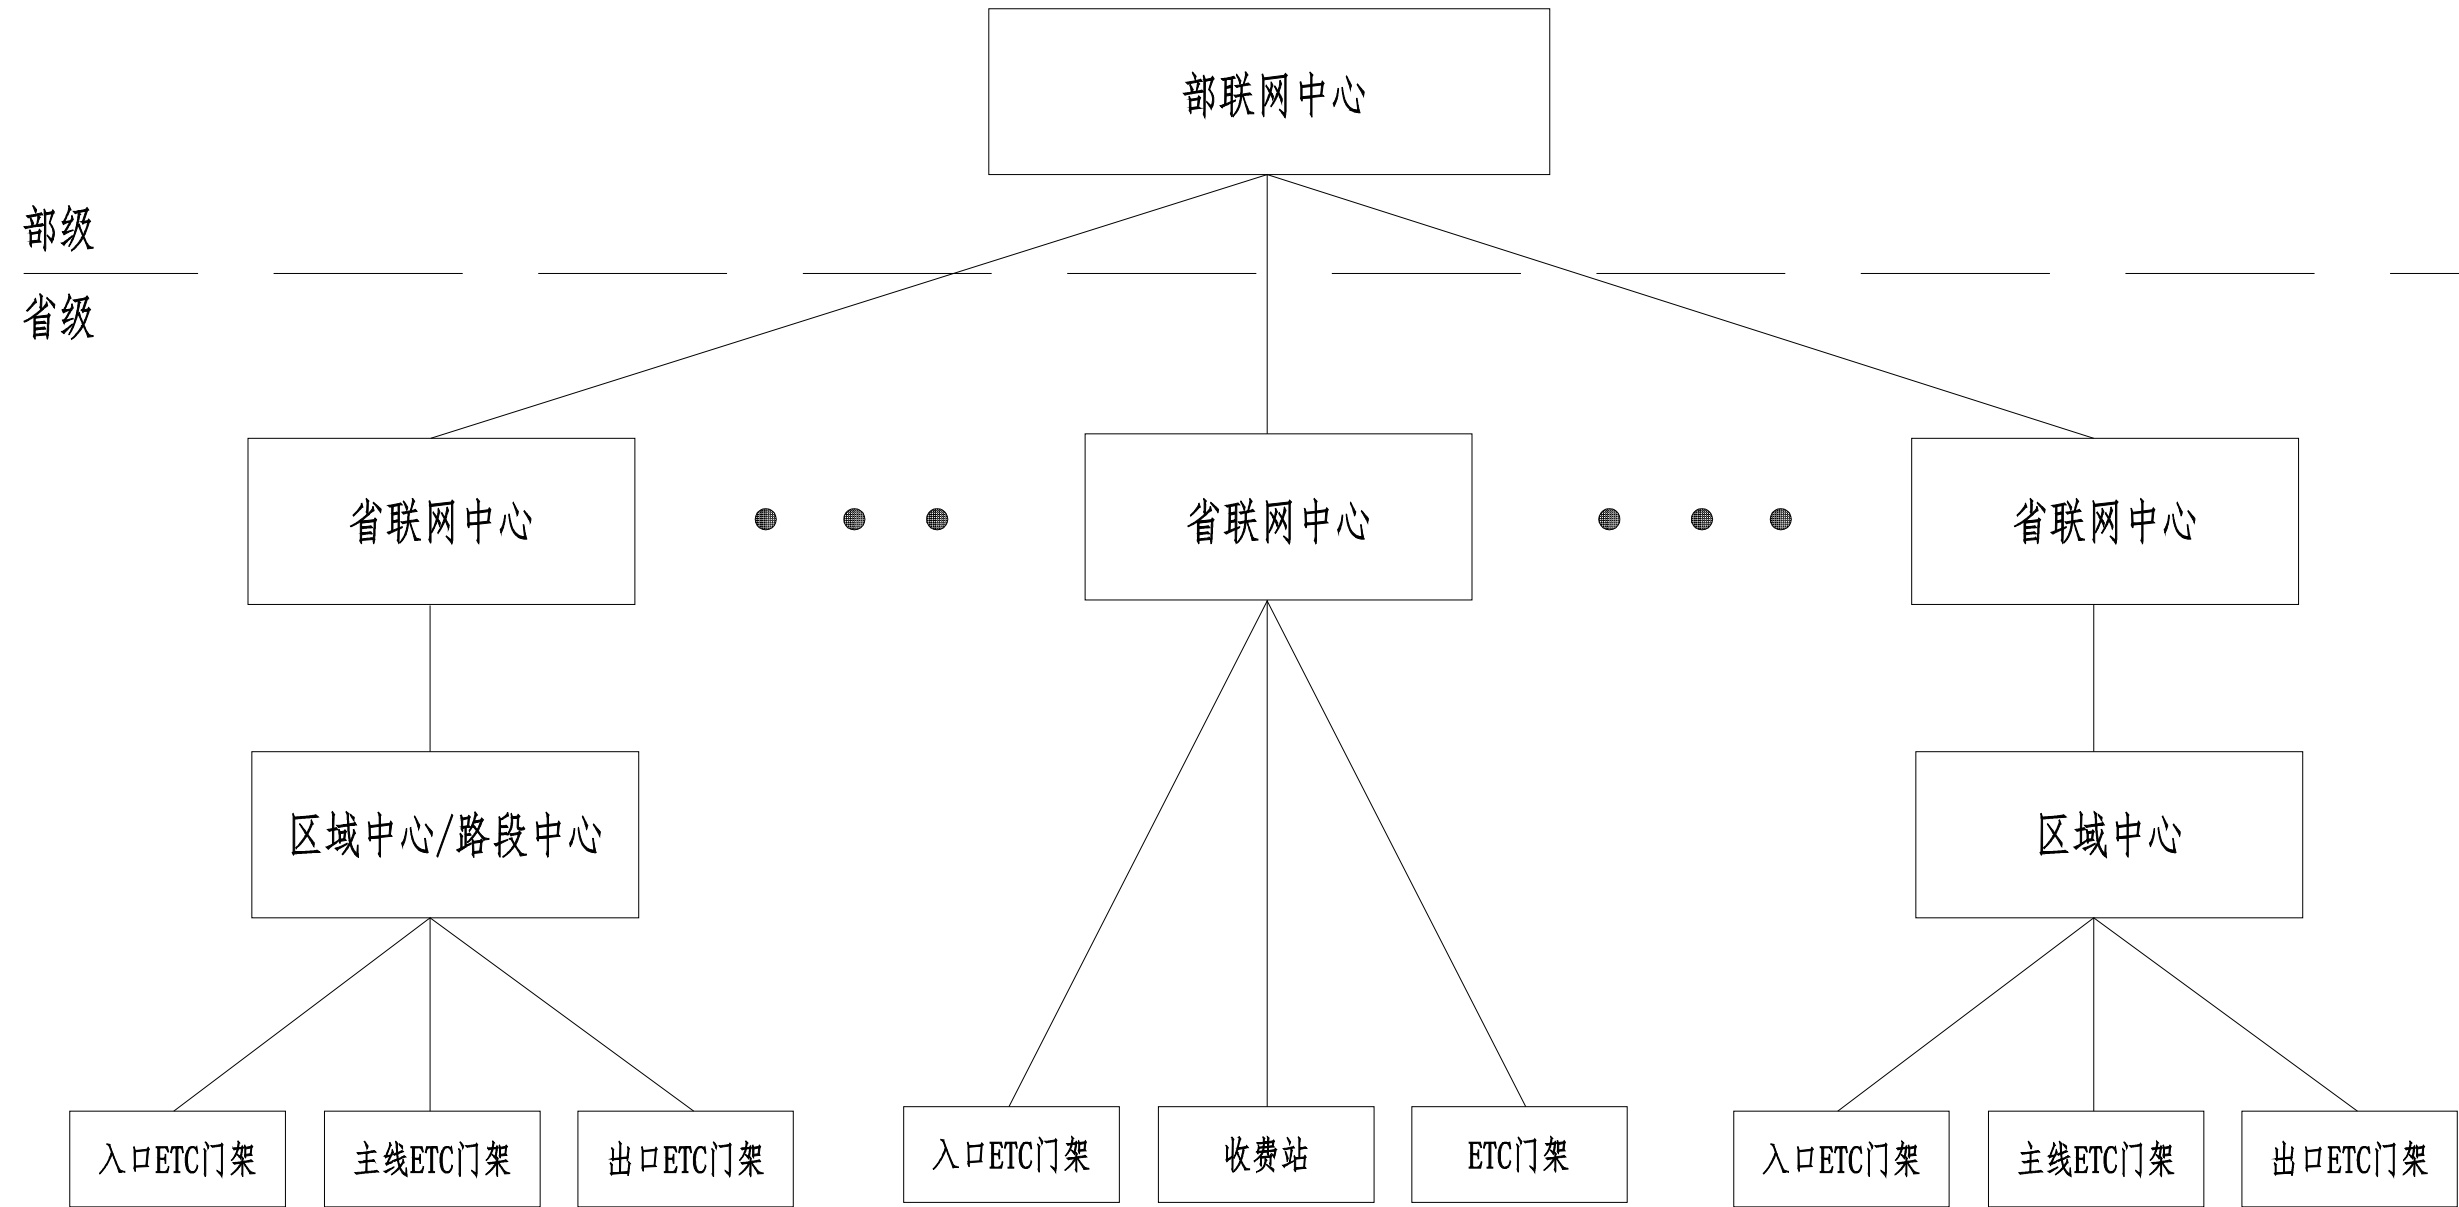 部联网中心
部级
省级
省联网中心
省联网中心
省联网中心
区域中心/路段中心
区域中心
入口ETC门架
主线ETC门架
出口ETC门架
入口ETC门架
收费站
ETC门架
入口ETC门架
主线ETC门架
出口ETC门架